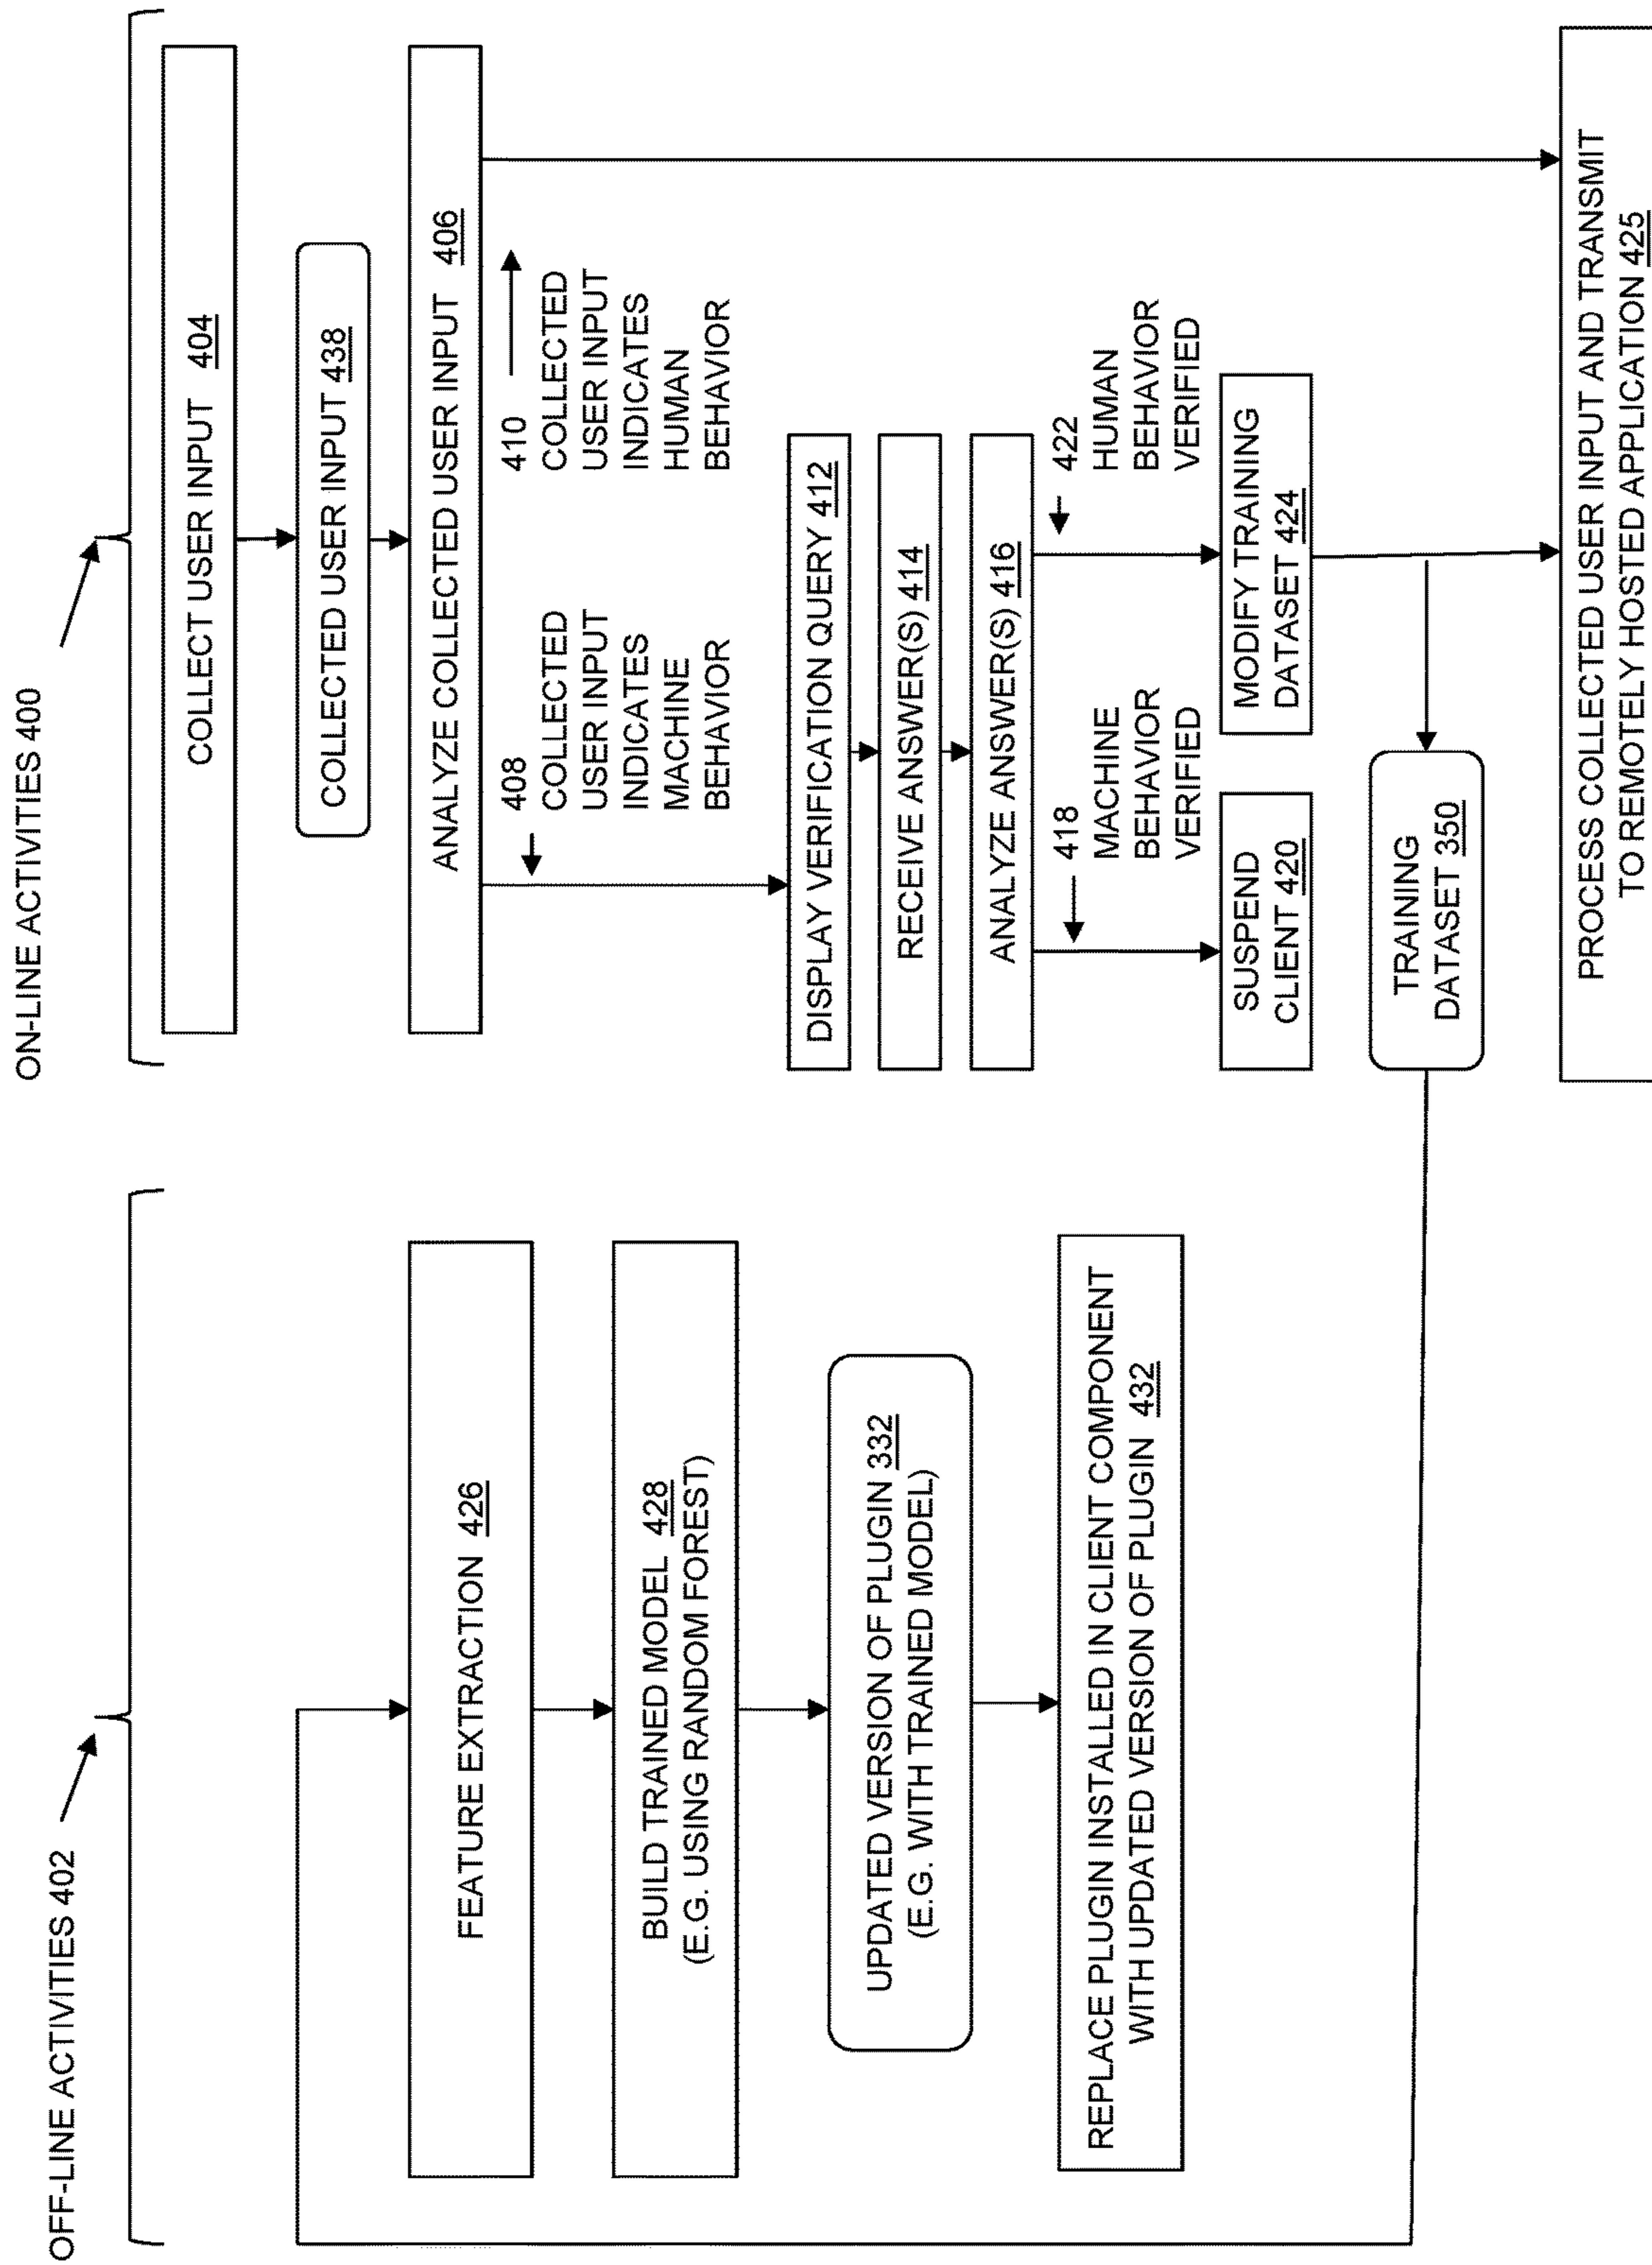 OFF-LINE ACTIVITIES 402
FEATURE EXTRACTION 426
BUILD TRAINED MODEL 428
(E.G. USING RANDOM FOREST)
UPDATED VERSION OF PLUGIN 332
(E.G. WITH TRAINED MODEL)
REPLACE PLUGIN INSTALLED IN CLIENT COMPONENT
WITH UPDATED VERSION OF PLUGIN 432
ON-LINE ACTIVITIES 400
COLLECT USER INPUT 404
COLLECTED USER INPUT 438
ANALYZE COLLECTED USER INPUT 406
408
COLLECTED
USER INPUT
INDICATES
MACHINE
BEHAVIOR
410
COLLECTED
USER INPUT
INDICATES
HUMAN
BEHAVIOR
DISPLAY VERIFICATION QUERY 412
RECEIVE ANSWER(S) 414
ANALYZE ANSWER(S) 416
418
MACHINE
BEHAVIOR
VERIFIED
422
HUMAN
BEHAVIOR
VERIFIED
SUSPEND
CLIENT 420
MODIFY TRAINING
DATASET 424
TRAINING
DATASET 350
PROCESS COLLECTED USER INPUT AND TRANSMIT
TO REMOTELY HOSTED APPLICATION 425